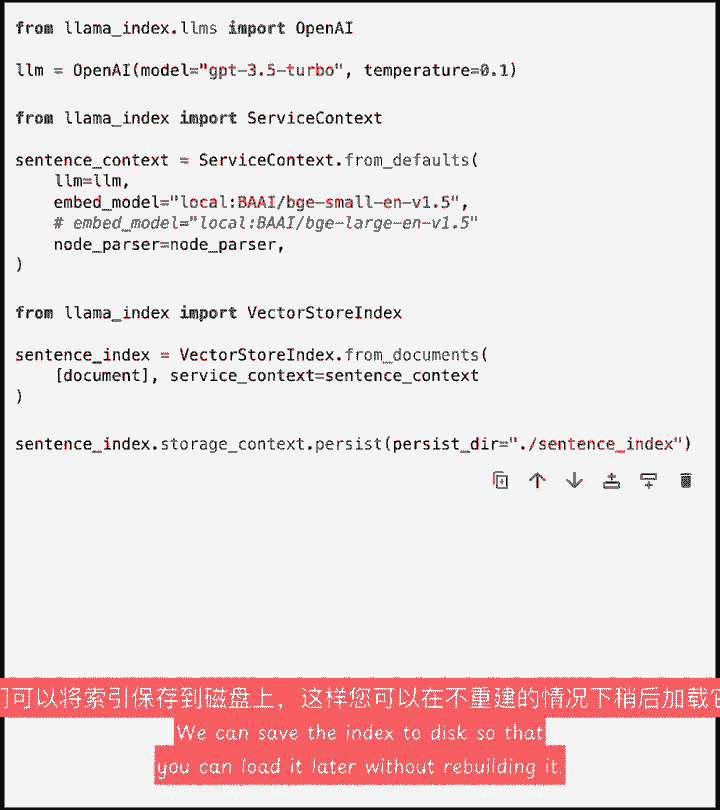 from llama_index.llms import OpenAI
llm = OpenAI(model="gpt-3.5-turbo", temperature=0.1)
from llama_index import ServiceContext
sentence_context = ServiceContext.from_defaults(
    llm=llm,
    embed_model="local:BAAI/bge-small-en-v1.5",
    # embed_model="local:BAAI/bge-large-en-v1.5"
    node_parser=node_parser,
)
from llama_index import VectorStoreIndex
sentence_index = VectorStoreIndex.from_documents(
    [document], service_context=sentence_context
)
sentence_index.storage_context.persist(persist_dir="./sentence_index")
们可以将索引保存到磁盘上，这样您可以在不重建的情况下稍后加载它
We can save the index to disk so that
you can load it later without rebuilding it.